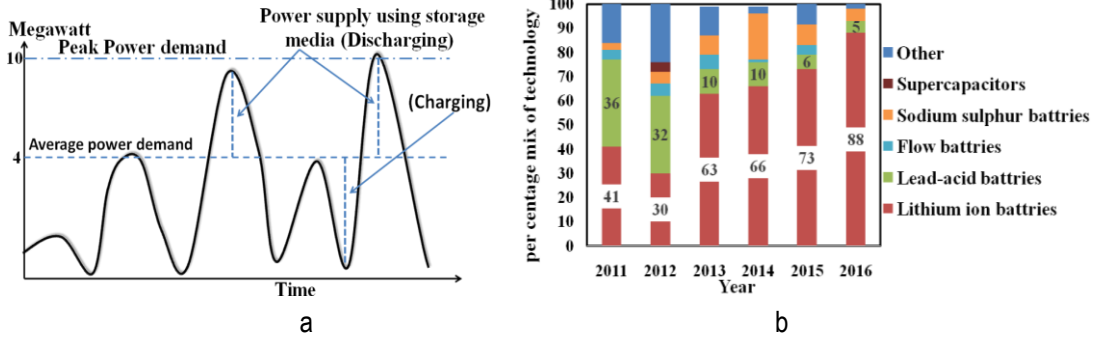 Megawatt
Power supply using storage
media (Discharging)
Peak Power demand
10
(Charging)
Average power demand
4
Time
a
per centage mix of technology
100
90
80
70
60
50
40
30
20
10
0
36
41
32
30
10
63
10
66
6
73
5
88
2011 2012 2013 2014 2015 2016
Year
Other
Supercapacitors
Sodium sulphur battries
Flow battries
Lead-acid battries
Lithium ion battries
b